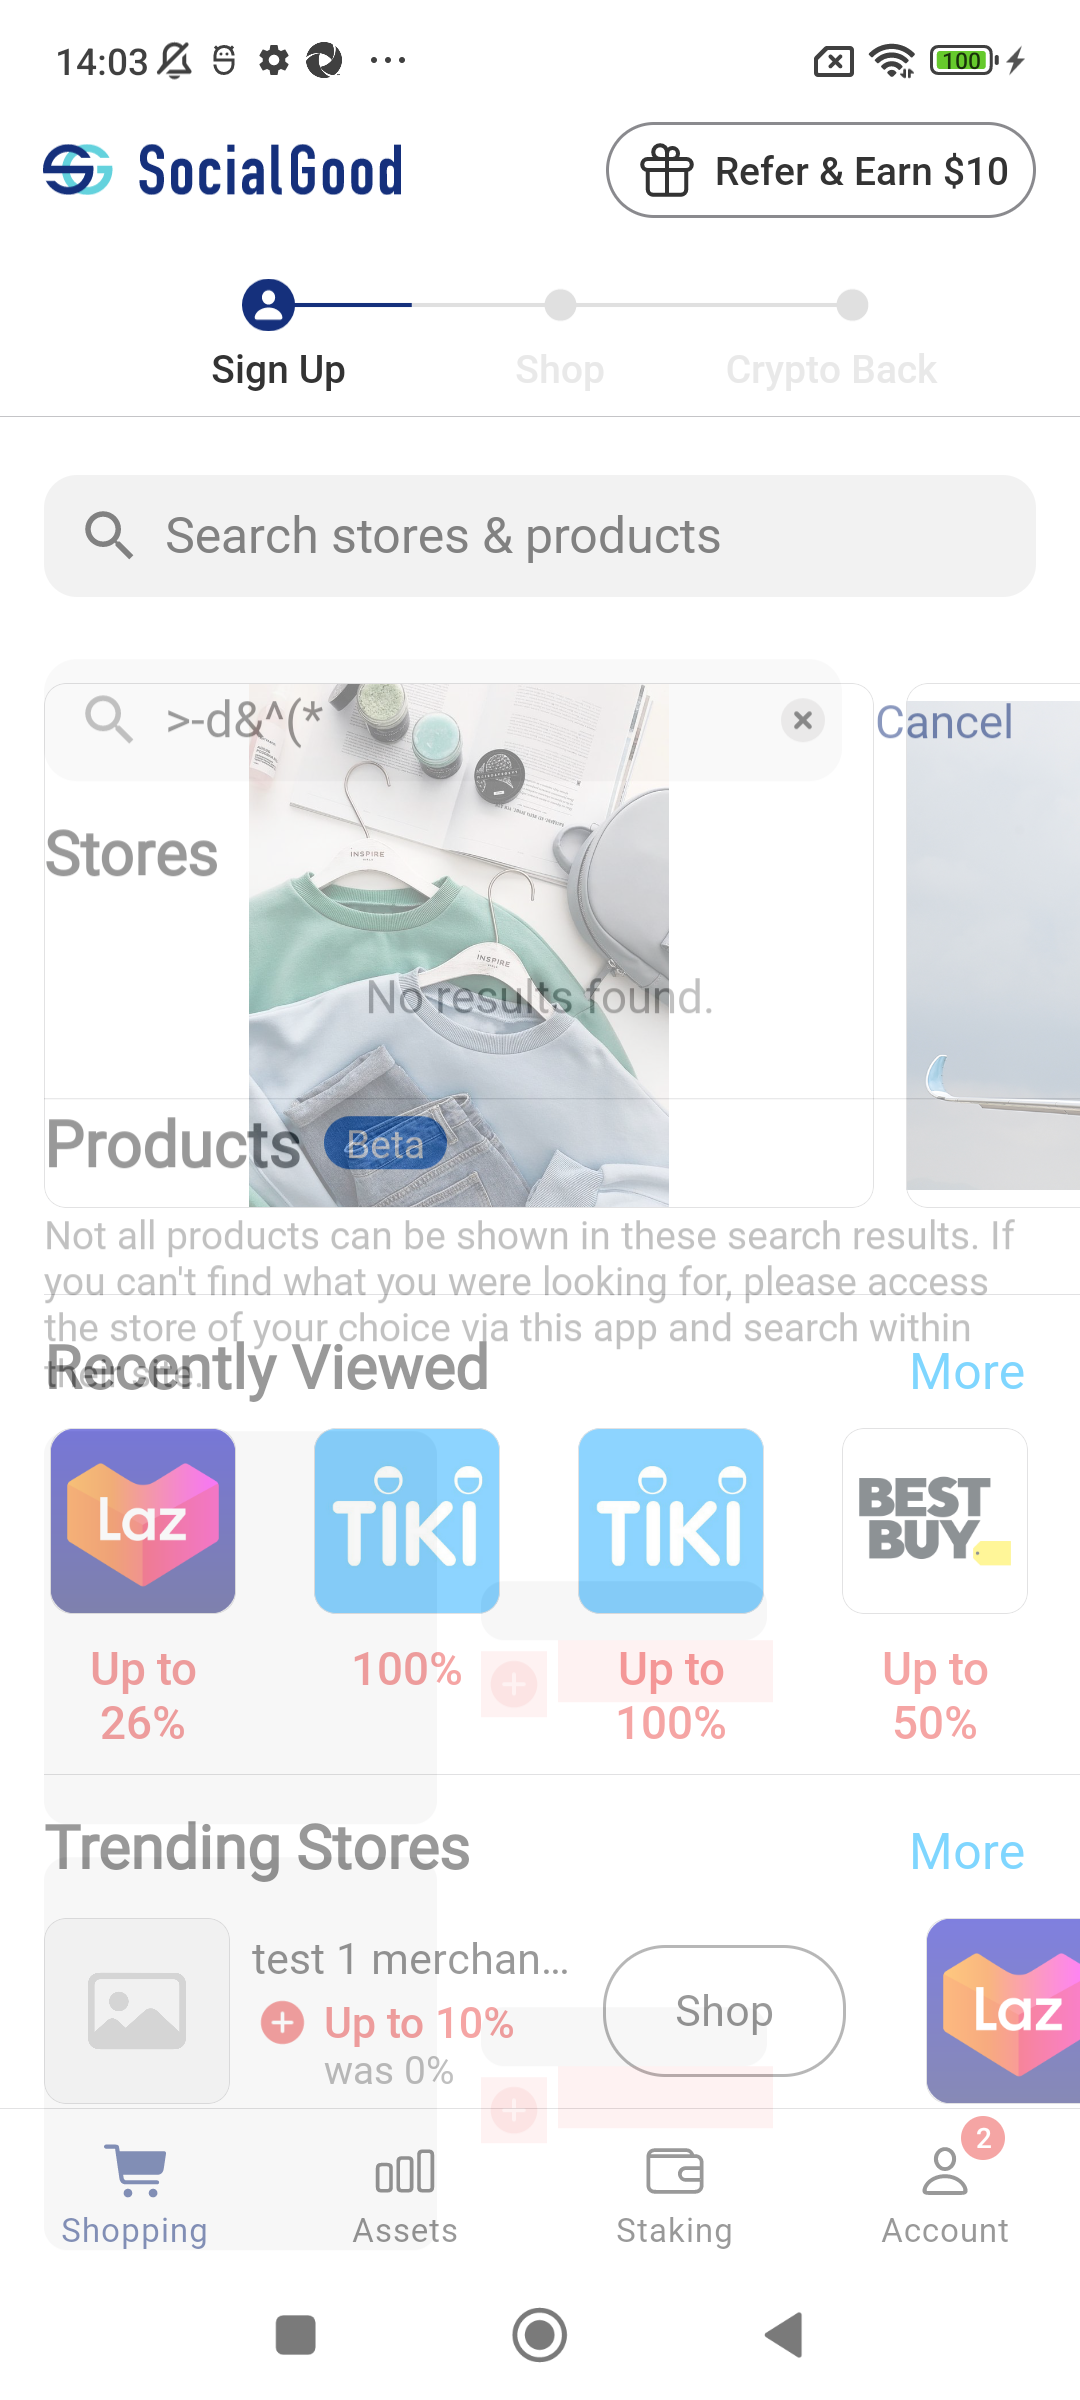 14:03
100
SocialGood
Refer & Earn $10
Sign Up
Shop
Crypto Back
Search stores & products
>-d&^(*
Cancel
Stores
INSPIRE
INSPIRE
No results found.
Products
Beta
Not all products can be shown in these search results. If
you can't find what you were looking for, please access
the store of your choice via this app and search within
their site.
Recently Viewed
More
Laz
TIKI
TIKI
BEST
BUY
Up to
26%
100%
Up to
100%
Up to
50%
Trending Stores
More
test 1 merchan...
Up to 10%
was 0%
Shop
Laz
2
Shopping
Assets
Staking
Account